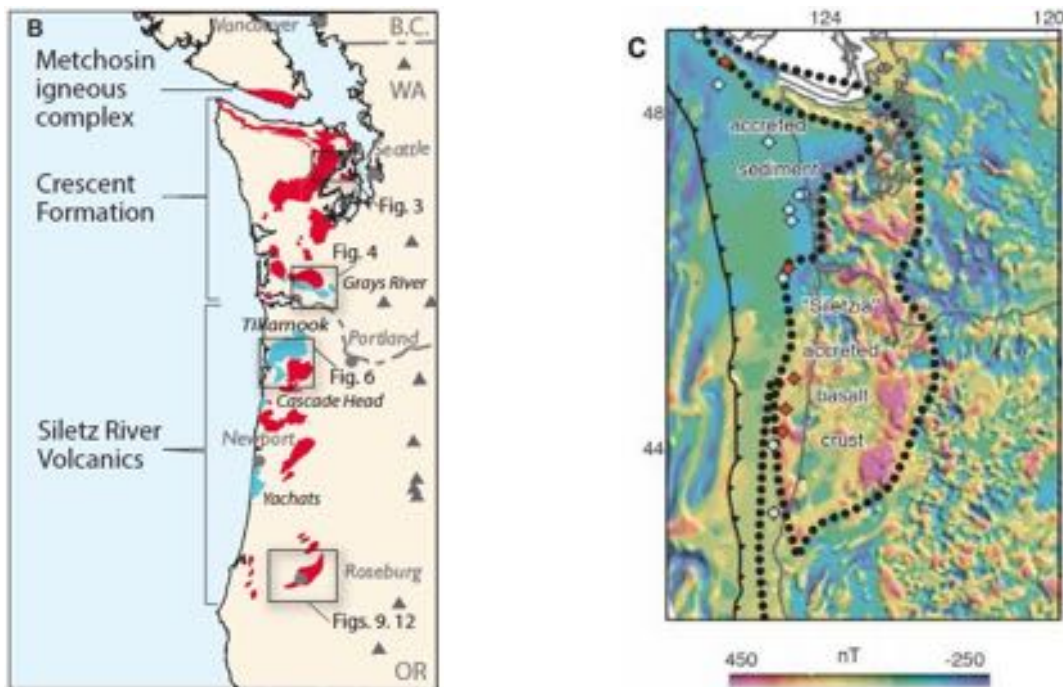 B
Vancouver
B.C.
WA
Metchosin
igneous
complex
Seattle
Crescent
Formation
Fig. 3
Fig. 4
Grays River
Tillamook
Portland
Fig. 6
Cascade Head
Siletz River
Volcanics
Newport
Yachats
Roseburg
Figs. 9. 12
OR
C
124
120
48
accreted
sediment
"Siletzia"
accreted
basalt
crust
44
450
nT
-250